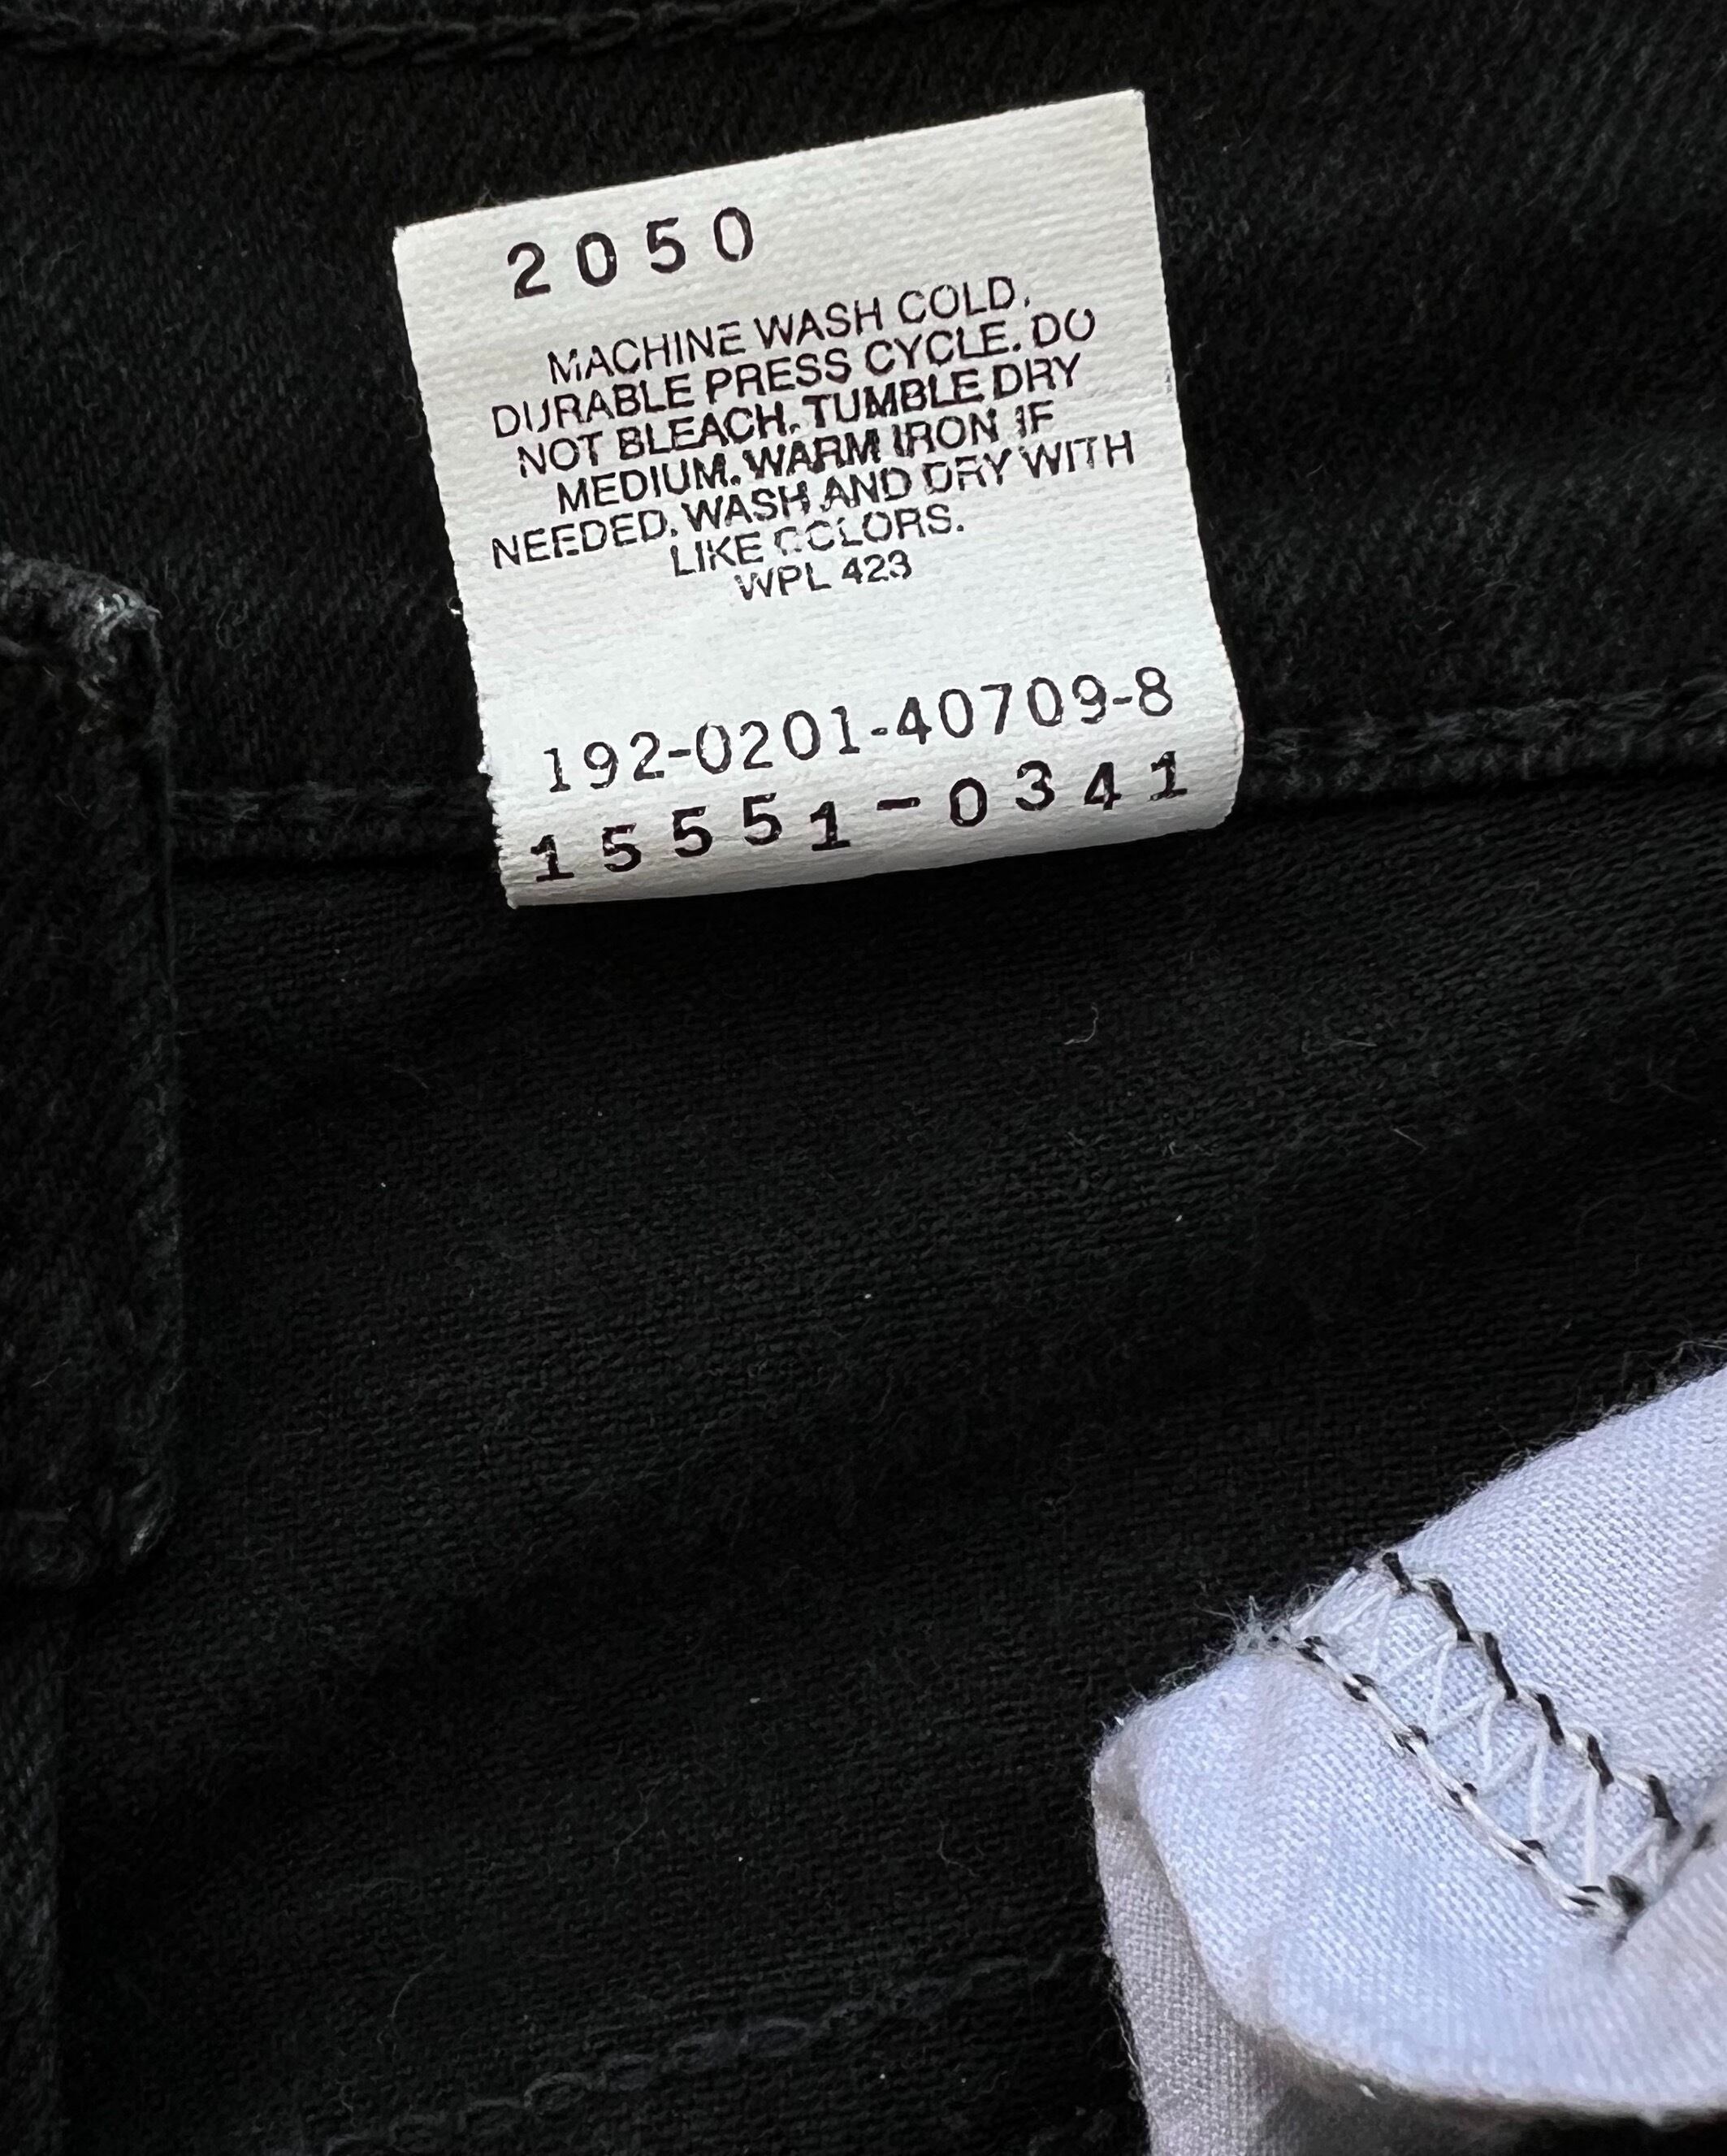 2050
MACHINE WASH COLD.
DURABLE PRESS CYCLE. DO
NOT BLEACH. TUMBLE DRY
MEDIUM. WARM IRON IF
NEEDED. WASH AND DRY WITH
LIKE COLORS.
WPL 423
192-0201-40709-8
15551-0341